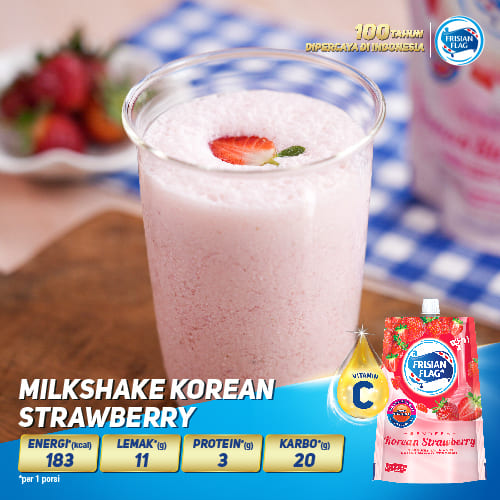 100 TAHUN
DIPERCAYA DI INDONESIA
FRISIAN
FLAG
MILKSHAKE KOREAN
STRAWBERRY
VITAMIN
C
FRISIAN
FLAG
Korean Strawberry
ENERGI*(kcal)
183
LEMAK*(g)
11
PROTEIN*(g)
3
KARBO*(g)
20
*per 1 porsi